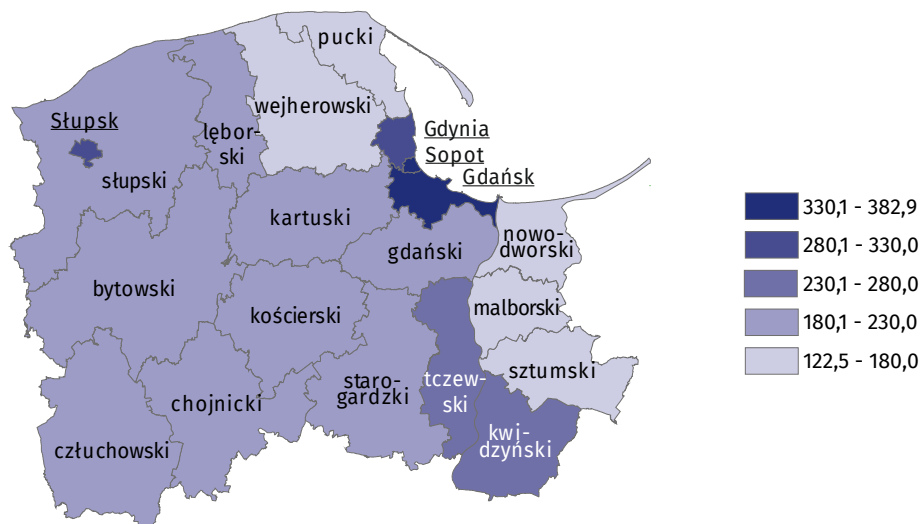 pucki
wejherowski
Gdynia
Słupsk
Sopot
lębor-
ski
Gdańsk
słupski
kartuski
nowo-
dworski
gdański
bytowski
malborski
kościerski
sztumski
tczew-
ski
staro-
gardzki
chojnicki
kwi-
dzyński
człuchowski
330,1 - 382,9
280,1 - 330,0
230,1 - 280,0
180,1 - 230,0
122,5 - 180,0